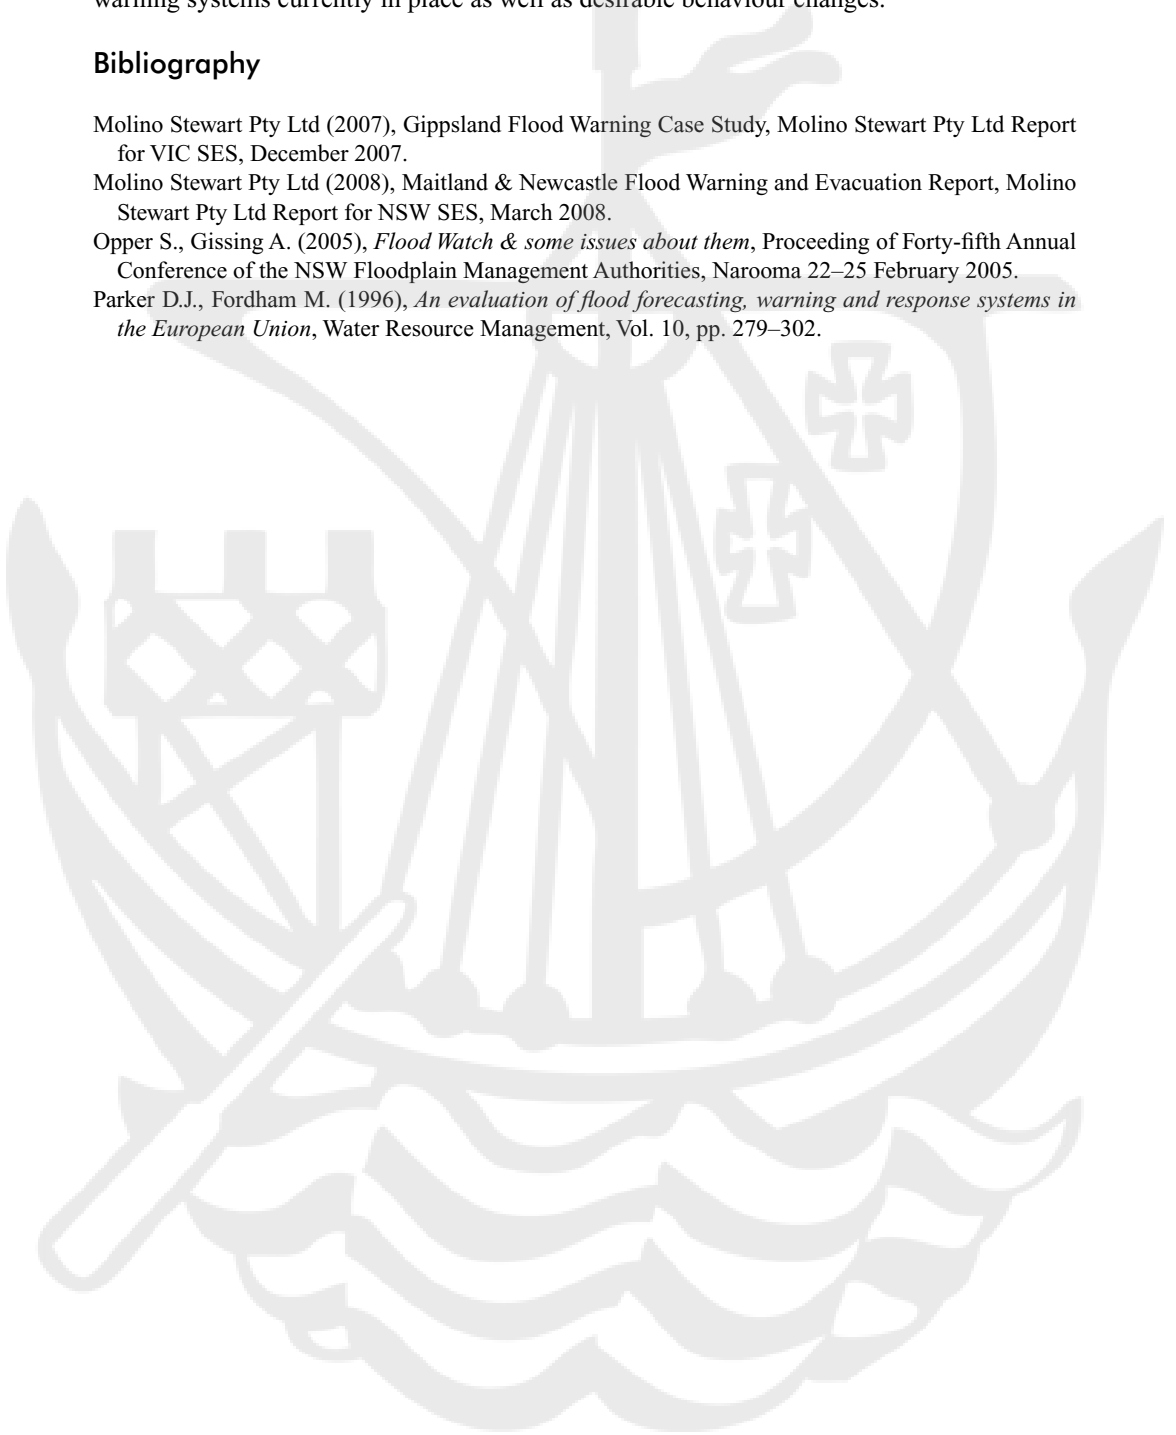 warning systems currently in place as well as desirable behaviour changes.
Bibliography
Molino Stewart Pty Ltd (2007), Gippsland Flood Warning Case Study, Molino Stewart Pty Ltd Report
for VIC SES, December 2007.
Molino Stewart Pty Ltd (2008), Maitland & Newcastle Flood Warning and Evacuation Report, Molino
Stewart Pty Ltd Report for NSW SES, March 2008.
Opper S., Gissing A. (2005), Flood Watch & some issues about them, Proceeding of Forty-fifth Annual
Conference of the NSW Floodplain Management Authorities, Narooma 22–25 February 2005.
Parker D.J., Fordham M. (1996), An evaluation of flood forecasting, warning and response systems in
the European Union, Water Resource Management, Vol. 10, pp. 279–302.